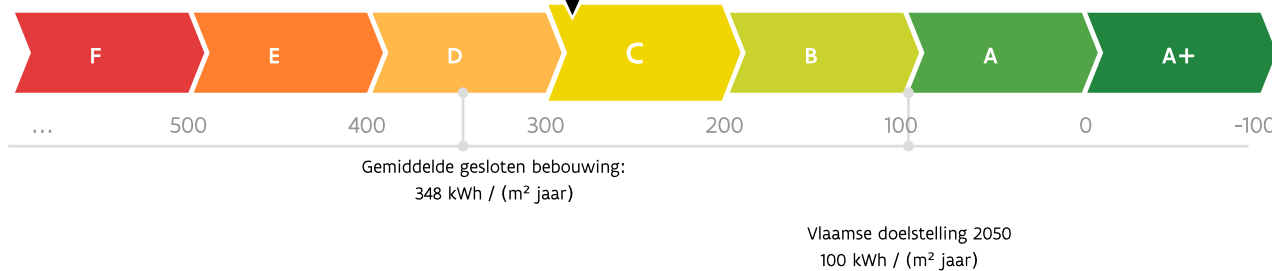 F E D C B A A+
... 500 400 300 200 100 0 -100
Gemiddelde gesloten bebouwing:
348 kWh / (m² jaar)
Vlaamse doelstelling 2050
100 kWh / (m² jaar)